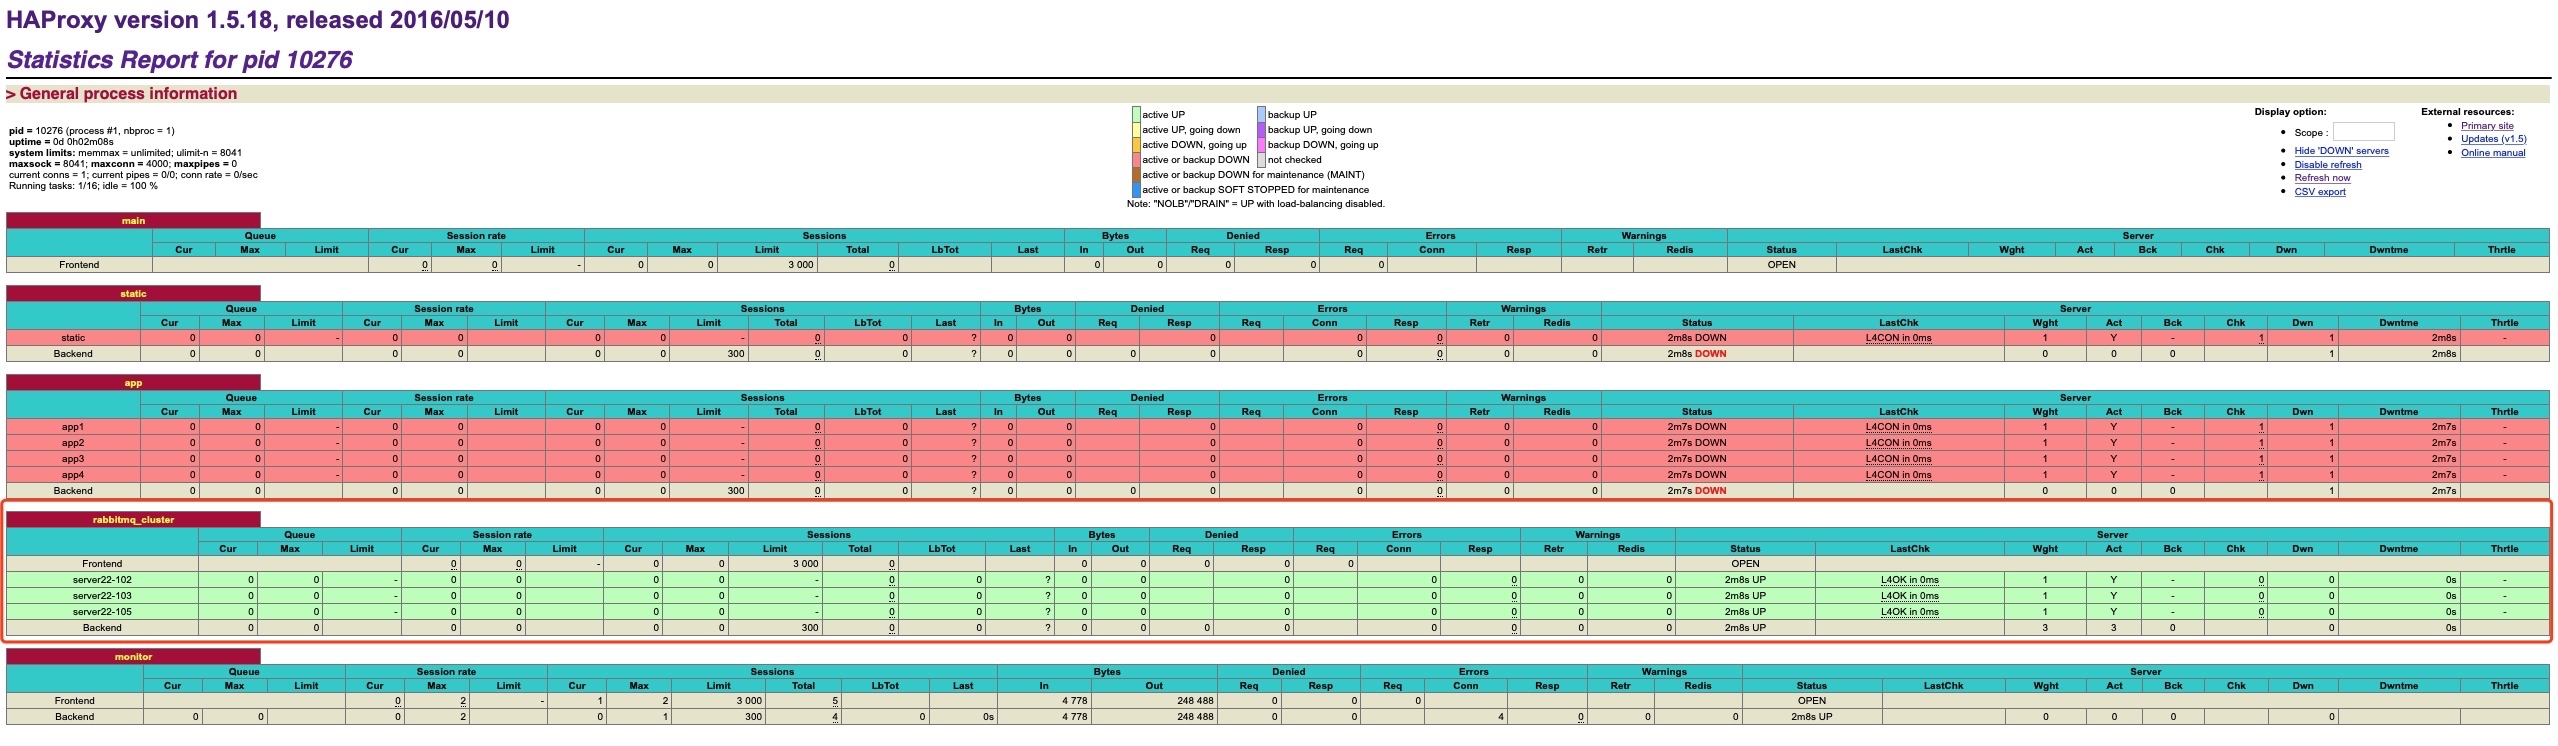 HAProxy version 1.5.18, released 2016/05/10
Statistics Report for pid 10276
> General process information
pid = 10276 (process #1, nbproc = 1)
uptime = 0d 0h02m08s
system limits: memmax = unlimited; ulimit-n = 8041
maxsock = 8041; maxconn = 4000; maxpipes = 0
current conns = 1; current pipes = 0/0; conn rate = 0/sec
Running tasks: 1/16; idle = 100 %
active UP backup UP
active UP, going down backup UP, going down
active DOWN, going up backup DOWN, going up
active or backup DOWN not checked
active or backup DOWN for maintenance (MAINT)
active or backup SOFT STOPPED for maintenance
Note: "NOLB"/"DRAIN" = UP with load-balancing disabled.
Display option:
Scope :
Hide 'DOWN' servers
Disable refresh
Refresh now
CSV export
External resources:
Primary site
Updates (v1.5)
Online manual
main
Queue Session rate Sessions Bytes Denied Errors Warnings Server
Cur Max Limit Cur Max Limit Cur Max Limit Total LbTot Last In Out Req Resp Req Conn Resp Retr Redis Status LastChk Wght Act Bck Chk Dwn Dwntme Thrtle
Frontend 0 0 - 0 0 3 000 0 0 0 0 0 0 OPEN
static
Queue Session rate Sessions Bytes Denied Errors Warnings Server
Cur Max Limit Cur Max Limit Cur Max Limit Total LbTot Last In Out Req Resp Req Conn Resp Retr Redis Status LastChk Wght Act Bck Chk Dwn Dwntme Thrtle
static 0 0 - 0 0 0 0 - 0 0 ? 0 0 0 0 0 0 0 2m8s DOWN L4CON in 0ms 1 Y - 1 1 2m8s -
Backend 0 0 0 0 0 0 300 0 0 ? 0 0 0 0 0 0 0 0 2m8s DOWN 0 0 0 1 2m8s
app
Queue Session rate Sessions Bytes Denied Errors Warnings Server
Cur Max Limit Cur Max Limit Cur Max Limit Total LbTot Last In Out Req Resp Req Conn Resp Retr Redis Status LastChk Wght Act Bck Chk Dwn Dwntme Thrtle
app1 0 0 - 0 0 0 0 - 0 0 ? 0 0 0 0 0 0 0 2m7s DOWN L4CON in 0ms 1 Y - 1 1 2m7s -
app2 0 0 - 0 0 0 0 - 0 0 ? 0 0 0 0 0 0 0 2m7s DOWN L4CON in 0ms 1 Y - 1 1 2m7s -
app3 0 0 - 0 0 0 0 - 0 0 ? 0 0 0 0 0 0 0 2m7s DOWN L4CON in 0ms 1 Y - 1 1 2m7s -
app4 0 0 - 0 0 0 0 - 0 0 ? 0 0 0 0 0 0 0 2m7s DOWN L4CON in 0ms 1 Y - 1 1 2m7s -
Backend 0 0 0 0 0 0 300 0 0 ? 0 0 0 0 0 0 0 0 2m7s DOWN 0 0 0 1 2m7s
rabbitmq_cluster
Queue Session rate Sessions Bytes Denied Errors Warnings Server
Cur Max Limit Cur Max Limit Cur Max Limit Total LbTot Last In Out Req Resp Req Conn Resp Retr Redis Status LastChk Wght Act Bck Chk Dwn Dwntme Thrtle
Frontend 0 0 - 0 0 3 000 0 0 0 0 0 0 OPEN
server22-102 0 0 - 0 0 0 0 - 0 0 ? 0 0 0 0 0 0 0 2m8s UP L4OK in 0ms 1 Y - 0 0 0s -
server22-103 0 0 - 0 0 0 0 - 0 0 ? 0 0 0 0 0 0 0 2m8s UP L4OK in 0ms 1 Y - 0 0 0s -
server22-105 0 0 - 0 0 0 0 - 0 0 ? 0 0 0 0 0 0 0 2m8s UP L4OK in 0ms 1 Y - 0 0 0s -
Backend 0 0 0 0 0 0 300 0 0 ? 0 0 0 0 0 0 0 0 2m8s UP 3 3 0 0 0s
monitor
Queue Session rate Sessions Bytes Denied Errors Warnings Server
Cur Max Limit Cur Max Limit Cur Max Limit Total LbTot Last In Out Req Resp Req Conn Resp Retr Redis Status LastChk Wght Act Bck Chk Dwn Dwntme Thrtle
Frontend 0 2 - 1 2 3 000 5 4 778 248 488 0 0 0 OPEN
Backend 0 0 0 2 0 1 300 4 0 0s 4 778 248 488 0 0 4 0 0 0 2m8s UP 0 0 0 0